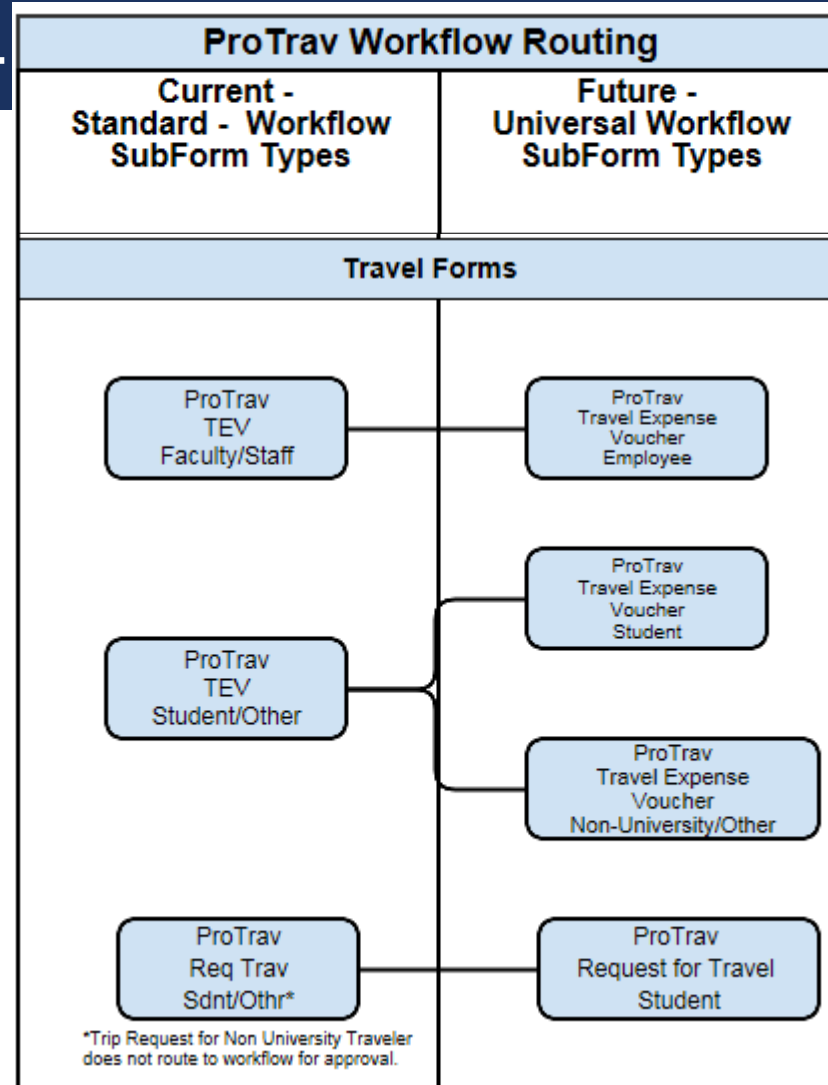 ProTrav Workflow Routing
Current -
Standard - Workflow
SubForm Types
Future -
Universal Workflow
SubForm Types
Travel Forms
ProTrav
TEV
Faculty/Staff
ProTrav
Travel Expense
Voucher
Employee
ProTrav
TEV
Student/Other
ProTrav
Travel Expense
Voucher
Student
ProTrav
Travel Expense
Voucher
Non-University/Other
ProTrav
Req Trav
Sdnt/Othr*
*Trip Request for Non University Traveler
does not route to workflow for approval.
ProTrav
Request for Travel
Student